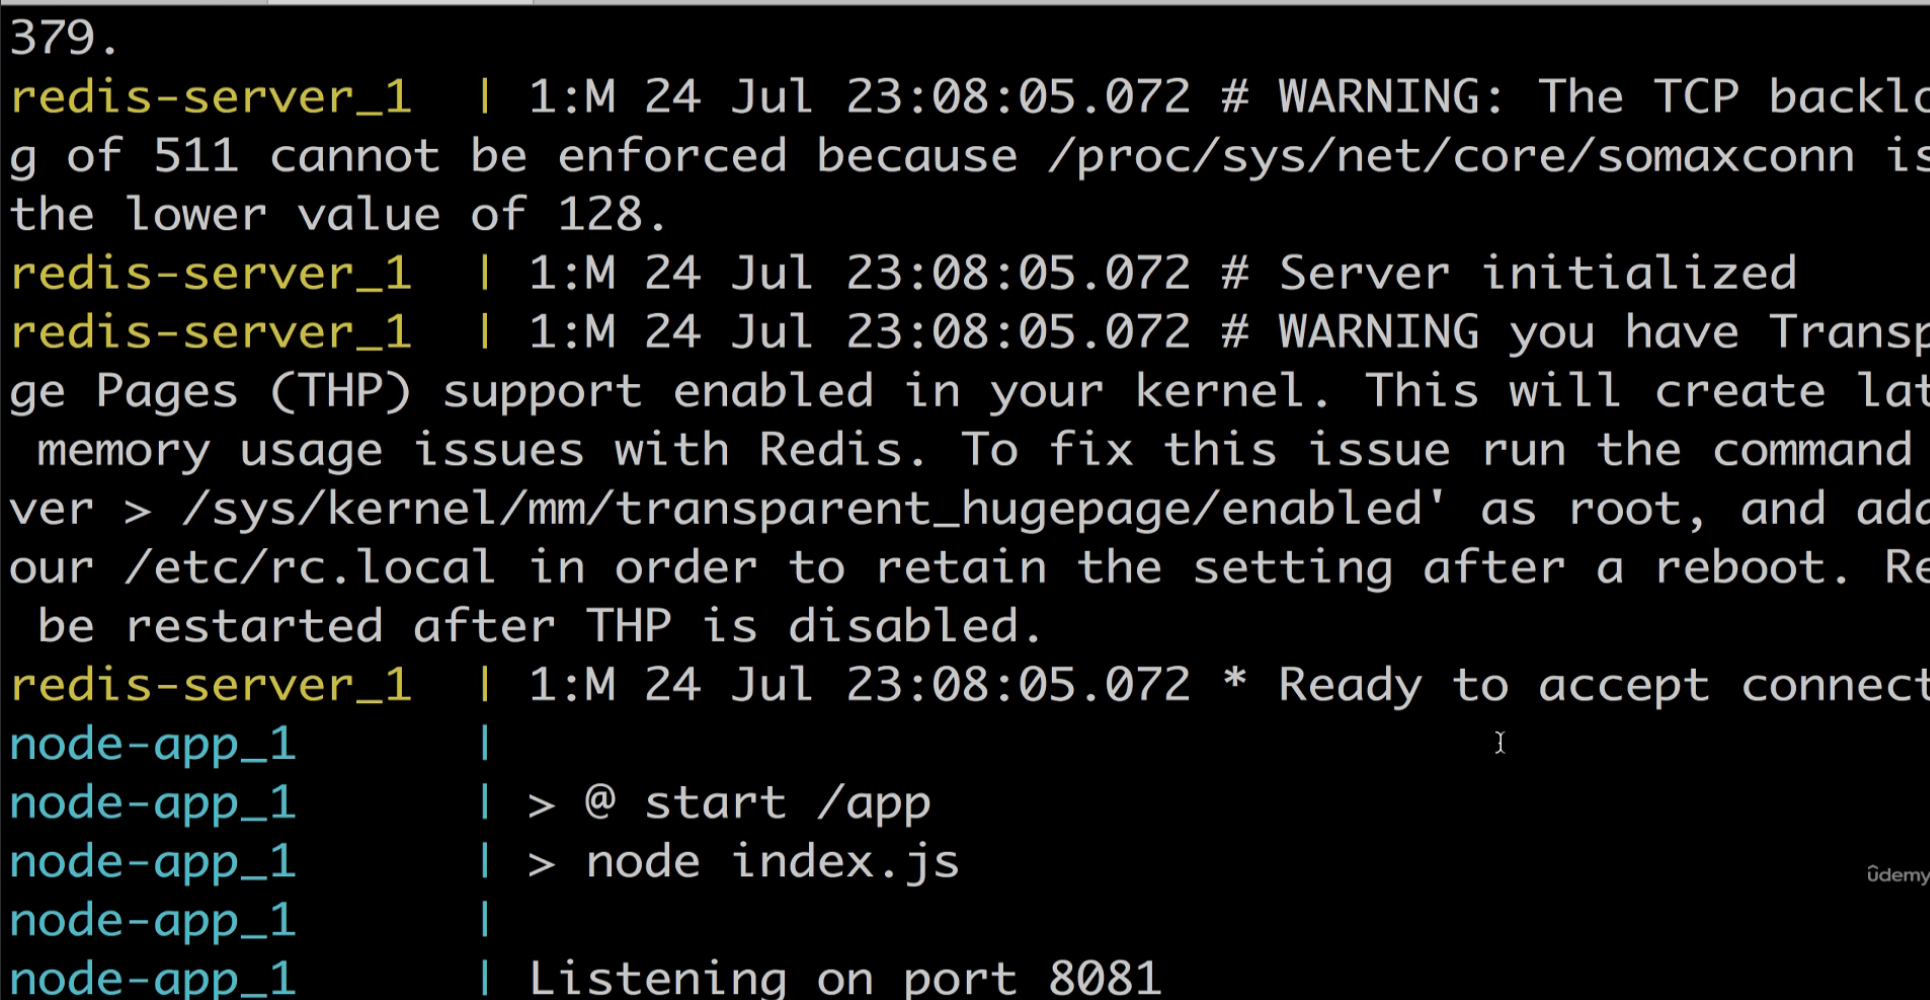 379.
redis-server_1  | 1:M 24 Jul 23:08:05.072 # WARNING: The TCP backlo
g of 511 cannot be enforced because /proc/sys/net/core/somaxconn is
the lower value of 128.
redis-server_1  | 1:M 24 Jul 23:08:05.072 # Server initialized
redis-server_1  | 1:M 24 Jul 23:08:05.072 # WARNING you have Transp
ge Pages (THP) support enabled in your kernel. This will create lat
 memory usage issues with Redis. To fix this issue run the command
ver > /sys/kernel/mm/transparent_hugepage/enabled' as root, and add
our /etc/rc.local in order to retain the setting after a reboot. Re
 be restarted after THP is disabled.
redis-server_1  | 1:M 24 Jul 23:08:05.072 * Ready to accept connect
node-app_1      |
node-app_1      | > @ start /app
node-app_1      | > node index.js
udemy
node-app_1      |
node-app_1      | Listening on port 8081